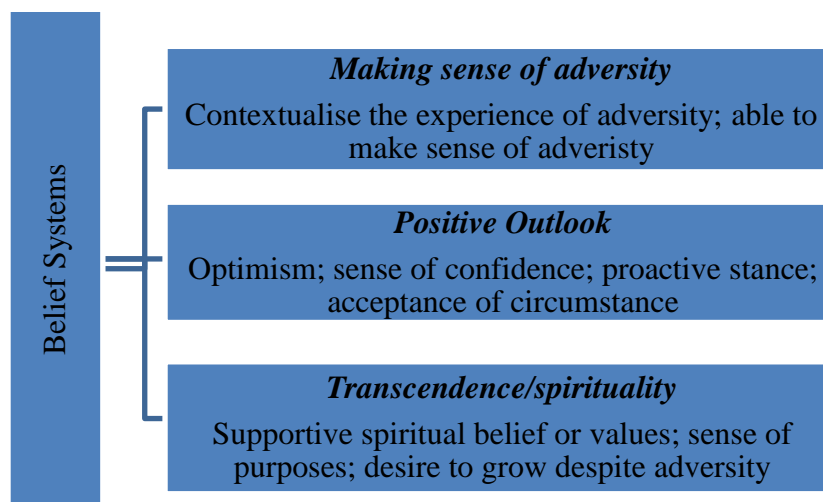 Belief Systems
Making sense of adversity
Contextualise the experience of adversity; able to
make sense of adveristy
Positive Outlook
Optimism; sense of confidence; proactive stance;
acceptance of circumstance
Transcendence/spirituality
Supportive spiritual belief or values; sense of
purposes; desire to grow despite adversity